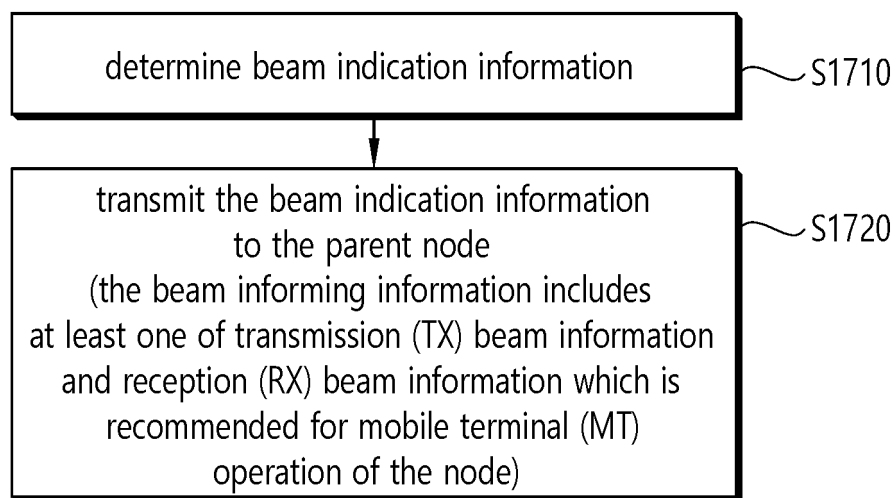 determine beam indication information
S1710
transmit the beam indication information
to the parent node
(the beam informing information includes
at least one of transmission (TX) beam information
and reception (RX) beam information which is
recommended for mobile terminal (MT)
operation of the node)
S1720